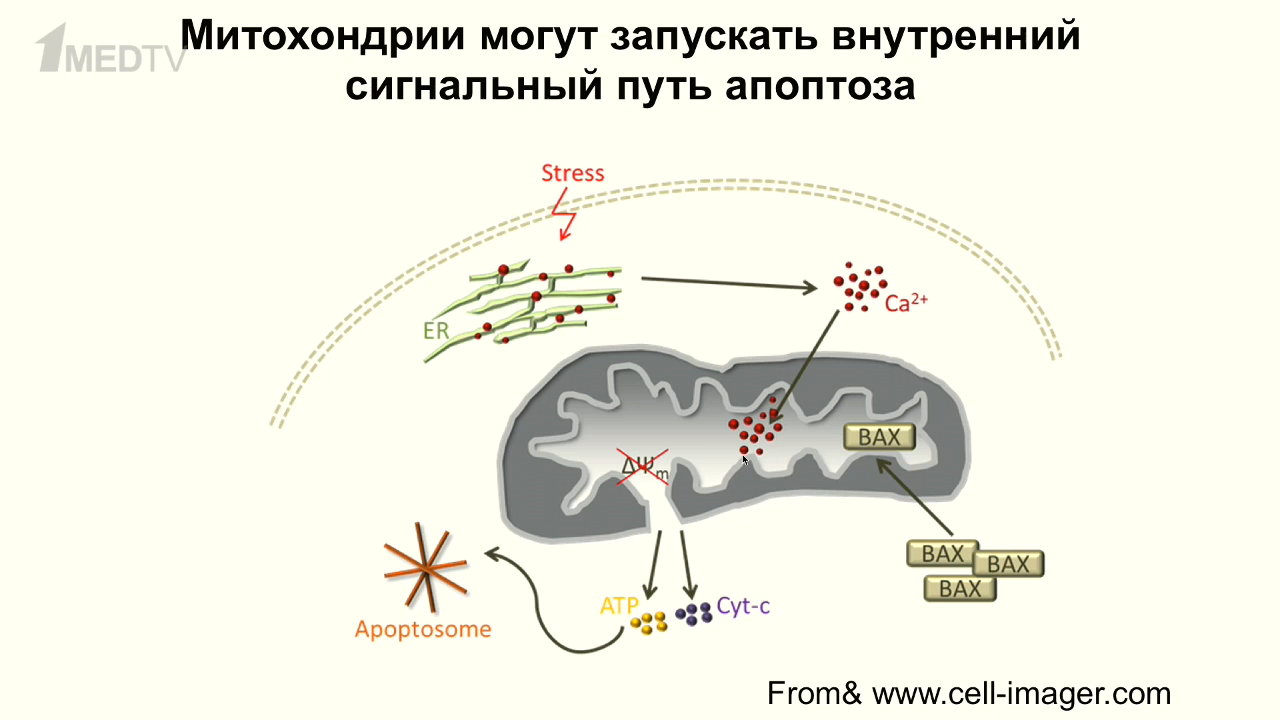 1MEDTV
Митохондрии могут запускать внутренний
сигнальный путь апоптоза
Stress
ER
Ca²⁺
BAX
ΔΨm
BAX
BAX
BAX
ATP
Cyt-c
Apoptosome
From& www.cell-imager.com